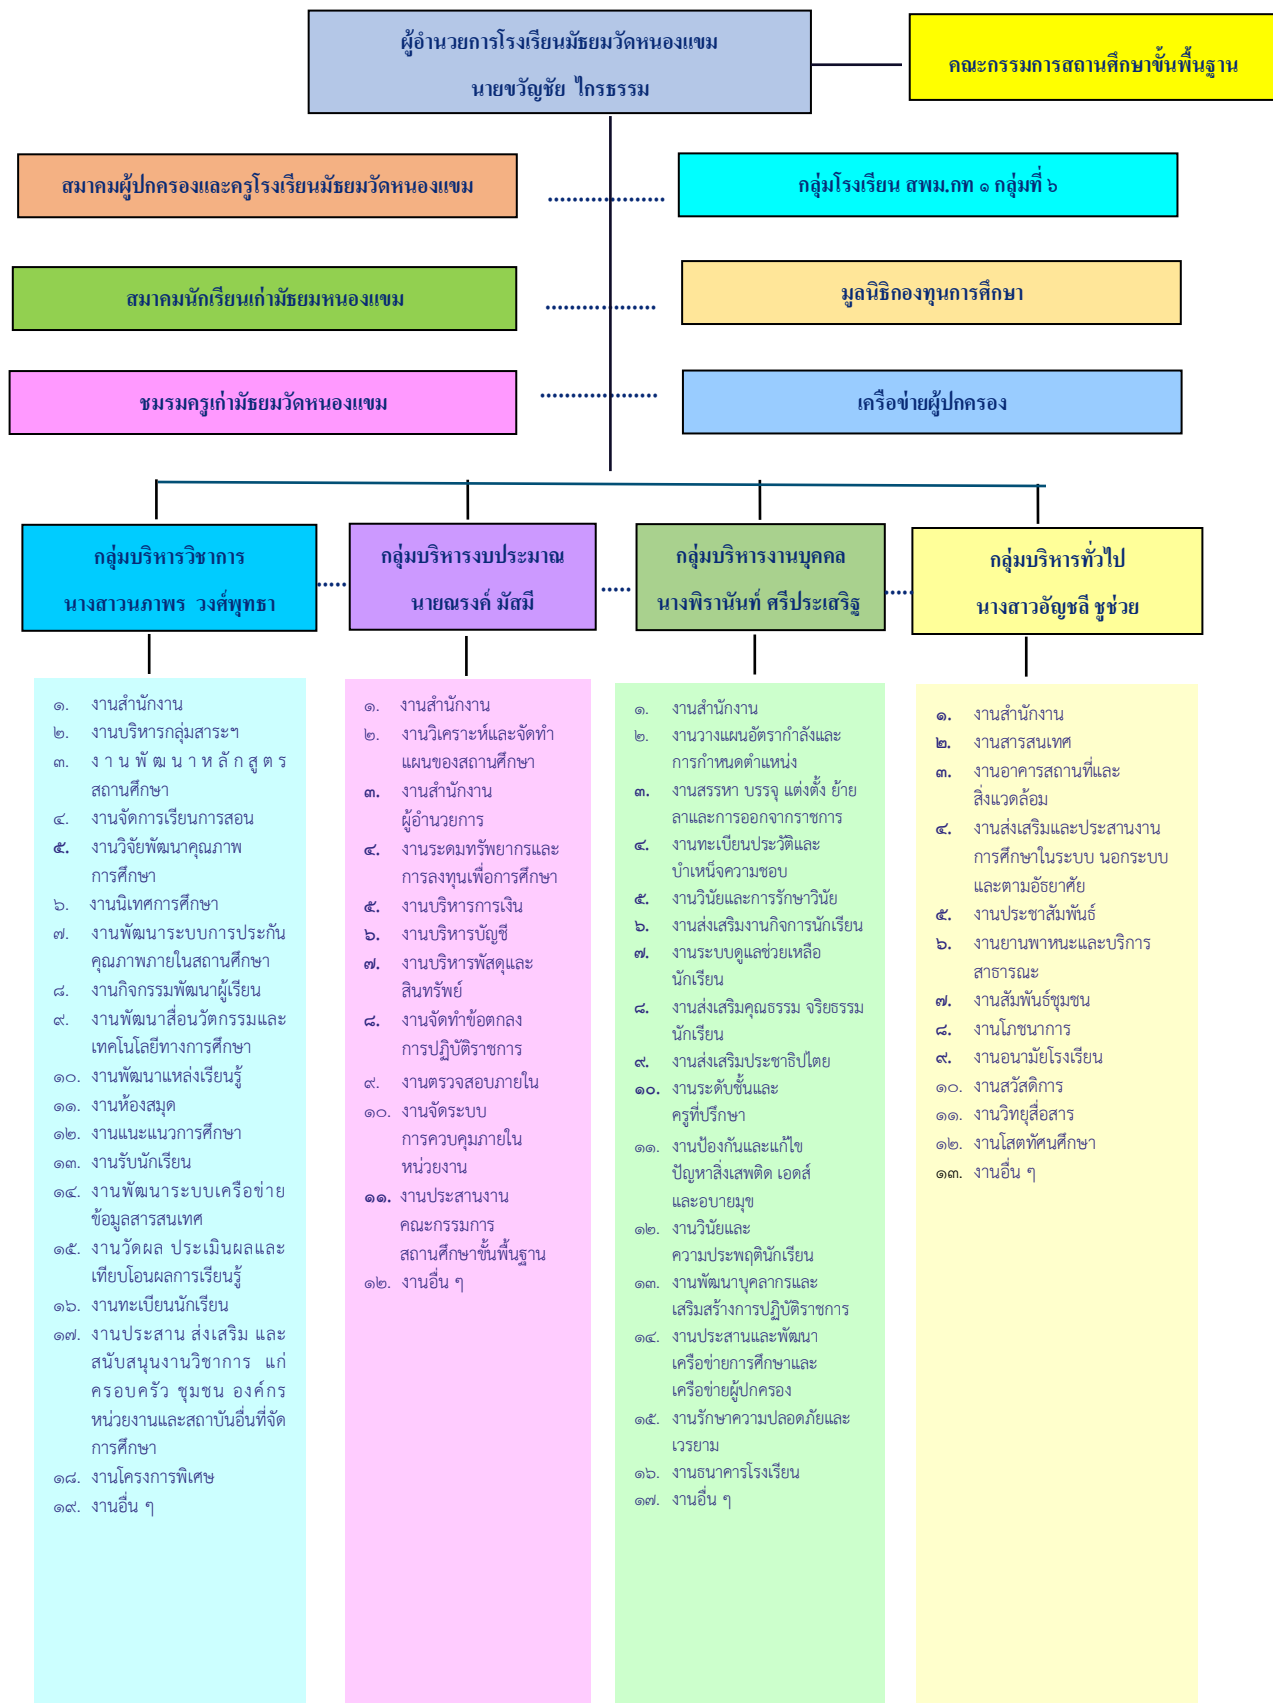 ผู้อำนวยการโรงเรียนมัธยมวัดหนองแขม
นายขวัญชัย ไกรธรรม
คณะกรรมการสถานศึกษาขั้นพื้นฐาน
สมาคมผู้ปกครองและครูโรงเรียนมัธยมวัดหนองแขม
กลุ่มโรงเรียน สพม.กท ๑ กลุ่มที่ ๖
สมาคมนักเรียนเก่ามัธยมหนองแขม
มูลนิธิกองทุนการศึกษา
ชมรมครูเก่ามัธยมวัดหนองแขม
เครือข่ายผู้ปกครอง
กลุ่มบริหารวิชาการ
นางสาวนภาพร วงศ์พุทธา
กลุ่มบริหารงบประมาณ
นายณรงค์ มัสมี
กลุ่มบริหารงานบุคคล
นางพิรานันท์ ศรีประเสริฐ
กลุ่มบริหารทั่วไป
นางสาวอัญชลี ชูช่วย
๑. งานสำนักงาน
๒. งานบริหารกลุ่มสาระฯ
๓. งานพัฒนาหลักสูตร
สถานศึกษา
๔. งานจัดการเรียนการสอน
๕. งานวิจัยพัฒนาคุณภาพ
การศึกษา
๖. งานนิเทศการศึกษา
๗. งานพัฒนาระบบการประกัน
คุณภาพภายในสถานศึกษา
๘. งานกิจกรรมพัฒนาผู้เรียน
๙. งานพัฒนาสื่อนวัตกรรมและ
เทคโนโลยีทางการศึกษา
๑๐. งานพัฒนาแหล่งเรียนรู้
๑๑. งานห้องสมุด
๑๒. งานแนะแนวการศึกษา
๑๓. งานรับนักเรียน
๑๔. งานพัฒนาระบบเครือข่าย
ข้อมูลสารสนเทศ
๑๕. งานวัดผล ประเมินผลและ
เทียบโอนผลการเรียนรู้
๑๖. งานทะเบียนนักเรียน
๑๗. งานประสาน ส่งเสริม และ
สนับสนุนงานวิชาการ แก่
ครอบครัว ชุมชน องค์กร
หน่วยงานและสถาบันอื่นที่จัด
การศึกษา
๑๘. งานโครงการพิเศษ
๑๙. งานอื่น ๆ
๑. งานสำนักงาน
๒. งานวิเคราะห์และจัดทำ
แผนของสถานศึกษา
๓. งานสำนักงาน
ผู้อำนวยการ
๔. งานระดมทรัพยากรและ
การลงทุนเพื่อการศึกษา
๕. งานบริหารการเงิน
๖. งานบริหารบัญชี
๗. งานบริหารพัสดุและ
สินทรัพย์
๘. งานจัดทำข้อตกลง
การปฏิบัติราชการ
๙. งานตรวจสอบภายใน
๑๐. งานจัดระบบ
การควบคุมภายใน
หน่วยงาน
๑๑. งานประสานงาน
คณะกรรมการ
สถานศึกษาขั้นพื้นฐาน
๑๒. งานอื่น ๆ
๑. งานสำนักงาน
๒. งานวางแผนอัตรากำลังและ
การกำหนดตำแหน่ง
๓. งานสรรหา บรรจุ แต่งตั้ง ย้าย
ลาและการออกจากราชการ
๔. งานทะเบียนประวัติและ
บำเหน็จความชอบ
๕. งานวินัยและการรักษาวินัย
๖. งานส่งเสริมงานกิจการนักเรียน
๗. งานระบบดูแลช่วยเหลือ
นักเรียน
๘. งานส่งเสริมคุณธรรม จริยธรรม
นักเรียน
๙. งานส่งเสริมประชาธิปไตย
๑๐. งานระดับชั้นและ
ครูที่ปรึกษา
๑๑. งานป้องกันและแก้ไข
ปัญหาสิ่งเสพติด เอดส์
และอบายมุข
๑๒. งานวินัยและ
ความประพฤตินักเรียน
๑๓. งานพัฒนาบุคลากรและ
เสริมสร้างการปฏิบัติราชการ
๑๔. งานประสานและพัฒนา
เครือข่ายการศึกษาและ
เครือข่ายผู้ปกครอง
๑๕. งานรักษาความปลอดภัยและ
เวรยาม
๑๖. งานธนาคารโรงเรียน
๑๗. งานอื่น ๆ
๑. งานสำนักงาน
๒. งานสารสนเทศ
๓. งานอาคารสถานที่และ
สิ่งแวดล้อม
๔. งานส่งเสริมและประสานงาน
การศึกษาในระบบ นอกระบบ
และตามอัธยาศัย
๕. งานประชาสัมพันธ์
๖. งานยานพาหนะและบริการ
สาธารณะ
๗. งานสัมพันธ์ชุมชน
๘. งานโภชนาการ
๙. งานอนามัยโรงเรียน
๑๐. งานสวัสดิการ
๑๑. งานวิทยุสื่อสาร
๑๒. งานโสตทัศนศึกษา
๑๓. งานอื่น ๆ